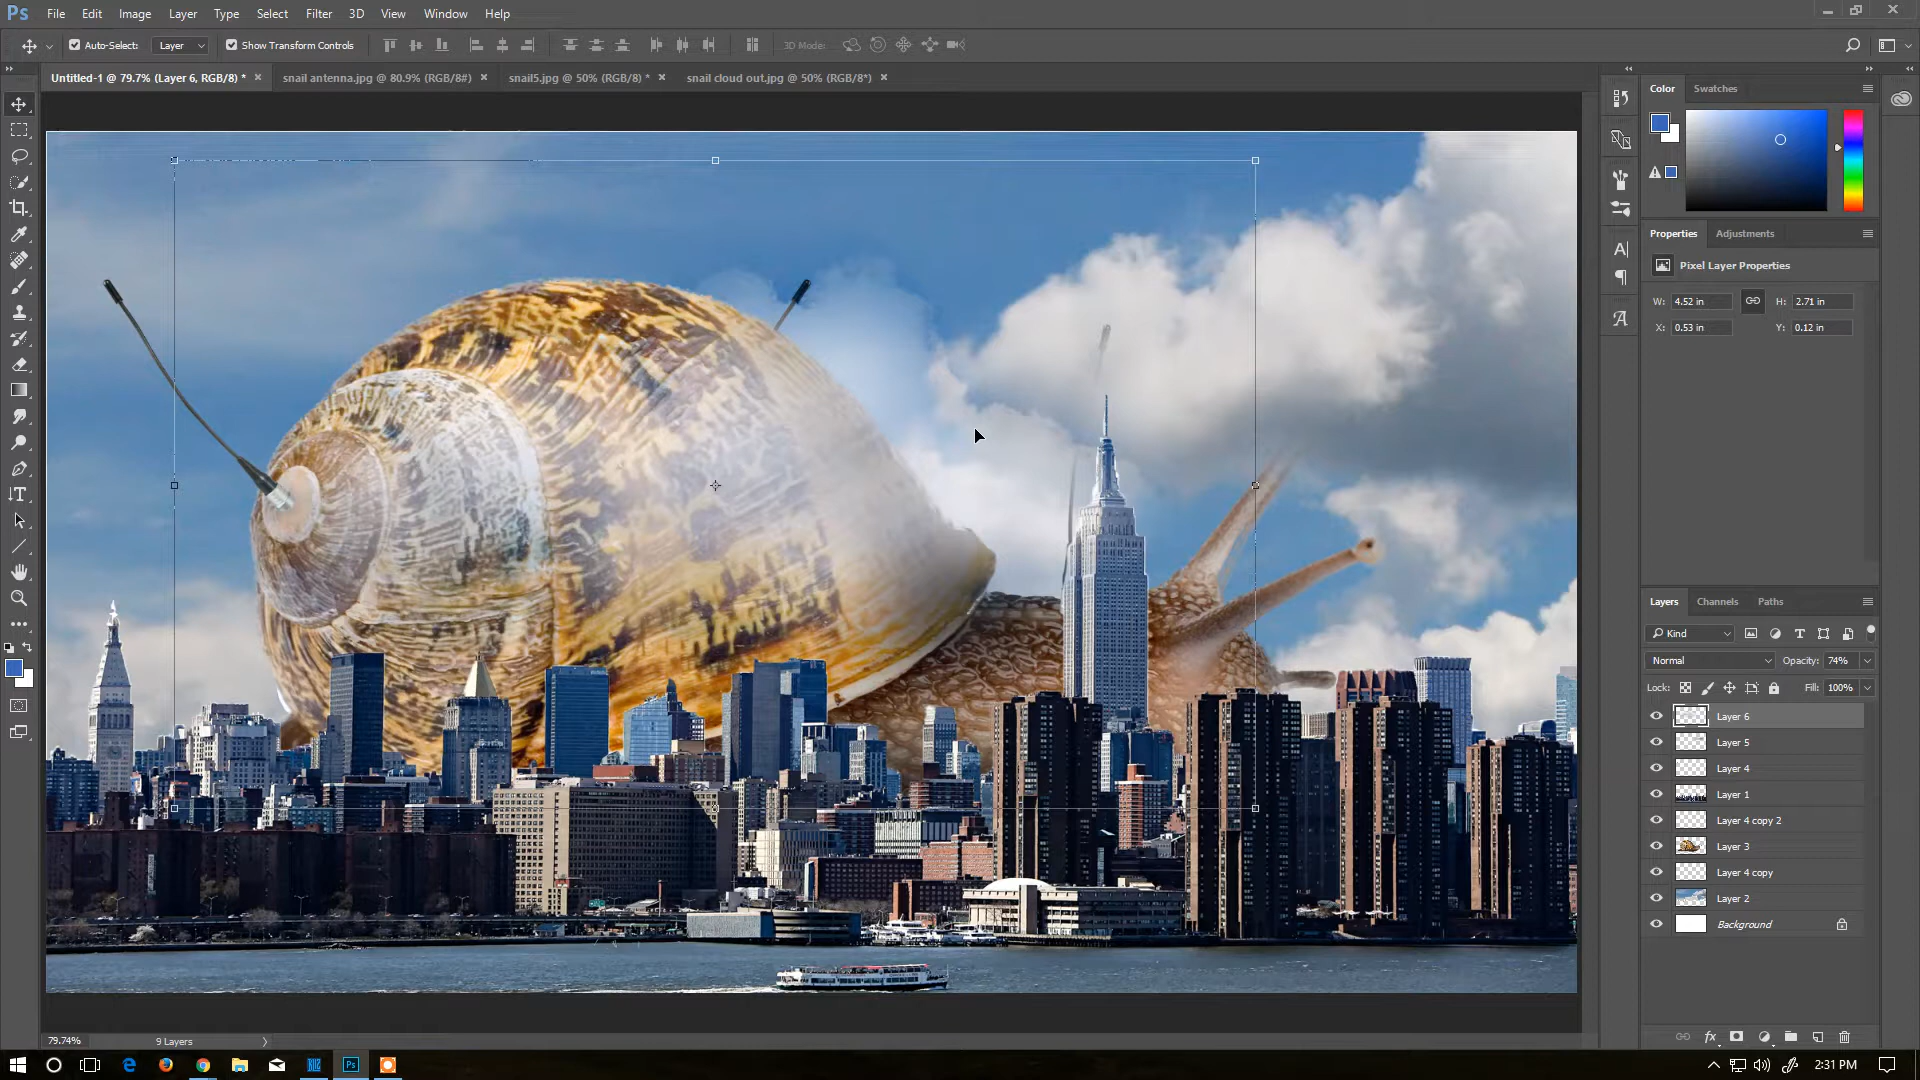 Ps File Edit Image Layer Type Select Filter 3D View Window Help
Auto-Select: Layer Show Transform Controls 3D Mode:
Untitled-1 @ 79.7% (Layer 6, RGB/8) * snail antenna.jpg @ 80.9% (RGB/8#) snail5.jpg @ 50% (RGB/8) * snail cloud out.jpg @ 50% (RGB/8*)
Color Swatches
Properties Adjustments
Pixel Layer Properties
W: 4.52 in H: 2.71 in
X: 0.53 in Y: 0.12 in
Layers Channels Paths
Kind
Normal Opacity: 74%
Lock: Fill: 100%
Layer 6
Layer 5
Layer 4
Layer 1
Layer 4 copy 2
Layer 3
Layer 4 copy
Layer 2
Background
fx
79.74% 9 Layers
Ps 2:31 PM